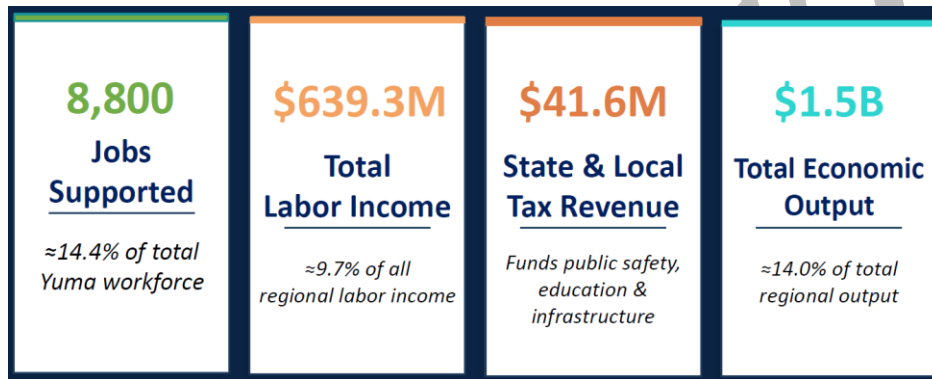 8,800
Jobs
Supported
≈14.4% of total
Yuma workforce
$639.3M
Total
Labor Income
≈9.7% of all
regional labor income
$41.6M
State & Local
Tax Revenue
Funds public safety,
education &
infrastructure
$1.5B
Total Economic
Output
≈14.0% of total
regional output